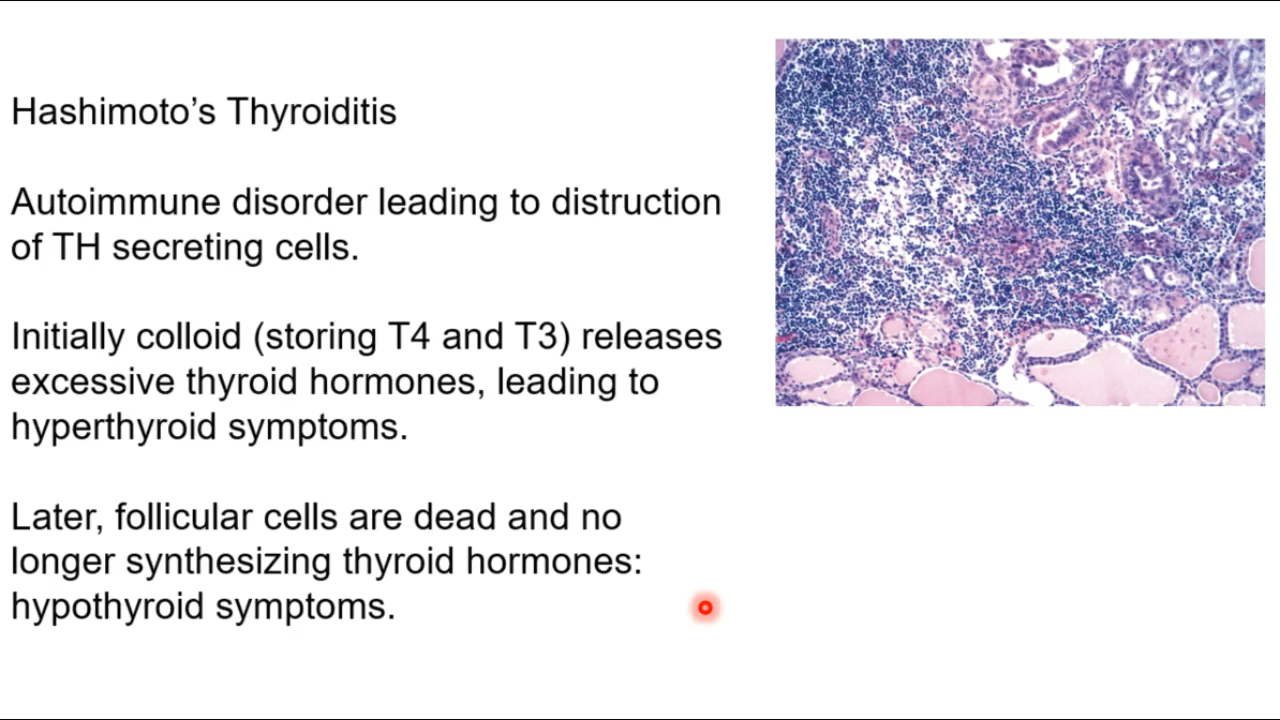 Hashimoto’s Thyroiditis
Autoimmune disorder leading to distruction
of TH secreting cells.
Initially colloid (storing T4 and T3) releases
excessive thyroid hormones, leading to
hyperthyroid symptoms.
Later, follicular cells are dead and no
longer synthesizing thyroid hormones:
hypothyroid symptoms.